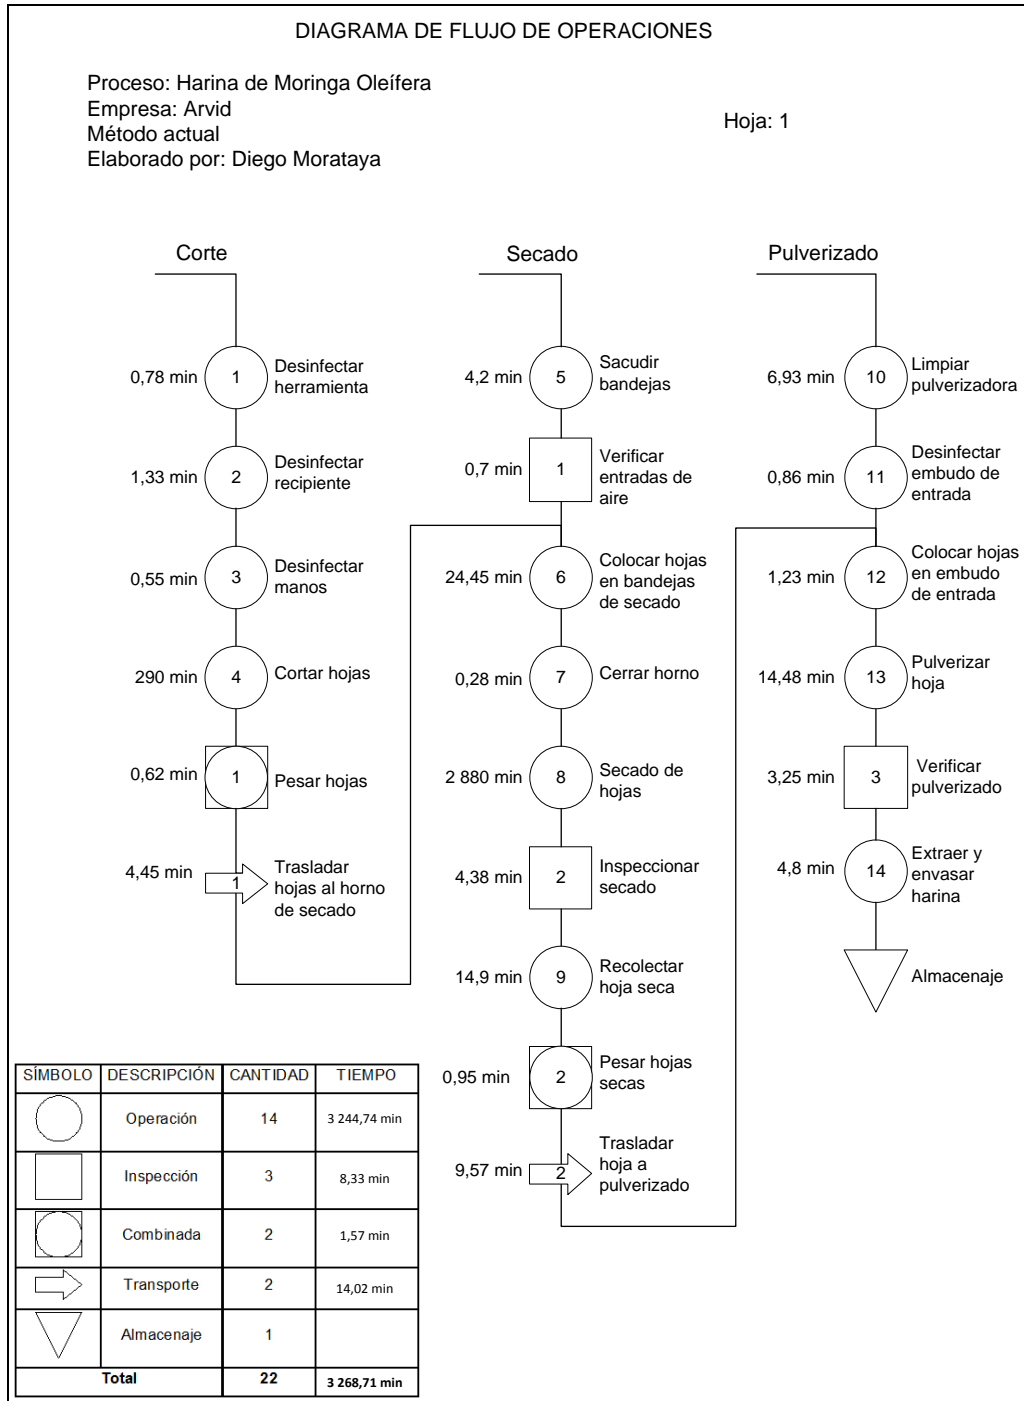 DIAGRAMA DE FLUJO DE OPERACIONES
Proceso: Harina de Moringa Oleífera
Empresa: Arvid
Método actual
Elaborado por: Diego Morataya
Hoja: 1
Corte
0,78 min
1
Desinfectar
herramienta
1,33 min
2
Desinfectar
recipiente
0,55 min
3
Desinfectar
manos
290 min
4
Cortar hojas
0,62 min
1
Pesar hojas
4,45 min
1
Trasladar
hojas al horno
de secado
Secado
4,2 min
5
Sacudir
bandejas
0,7 min
1
Verificar
entradas de
aire
24,45 min
6
Colocar hojas
en bandejas
de secado
0,28 min
7
Cerrar horno
2 880 min
8
Secado de
hojas
4,38 min
2
Inspeccionar
secado
14,9 min
9
Recolectar
hoja seca
0,95 min
2
Pesar hojas
secas
9,57 min
2
Trasladar
hoja a
pulverizado
Pulverizado
6,93 min
10
Limpiar
pulverizadora
0,86 min
11
Desinfectar
embudo de
entrada
1,23 min
12
Colocar hojas
en embudo
de entrada
14,48 min
13
Pulverizar
hoja
3,25 min
3
Verificar
pulverizado
4,8 min
14
Extraer y
envasar
harina
Almacenaje
SÍMBOLO DESCRIPCIÓN CANTIDAD TIEMPO
Operación 14 3 244,74 min
Inspección 3 8,33 min
Combinada 2 1,57 min
Transporte 2 14,02 min
Almacenaje 1
Total 22 3 268,71 min